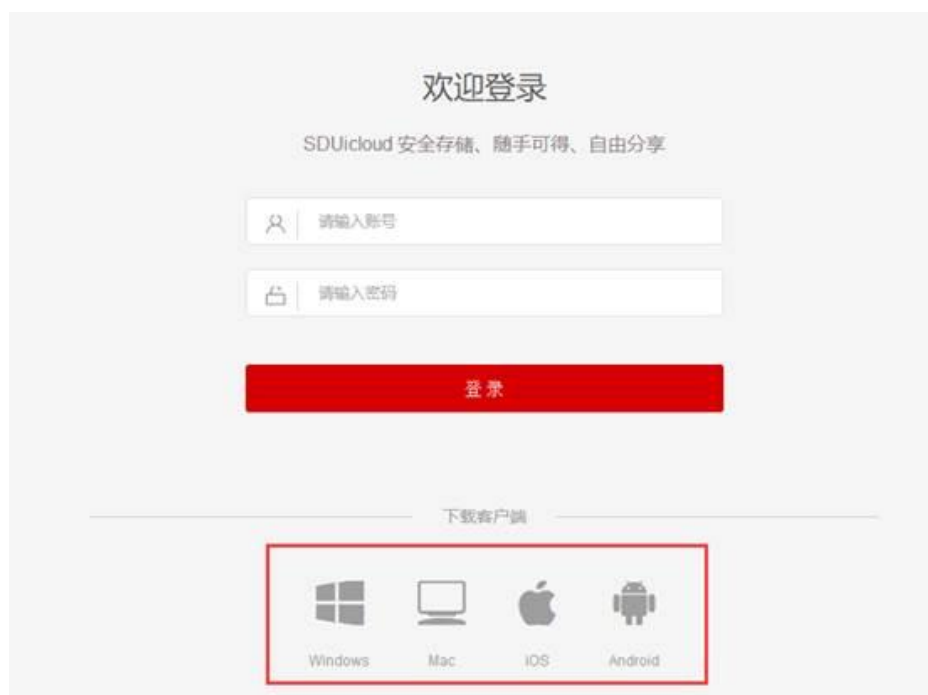 欢迎登录
SDUicloud 安全存储、随手可得、自由分享
请输入账号
请输入密码
登 录
下载客户端
Windows Mac iOS Android